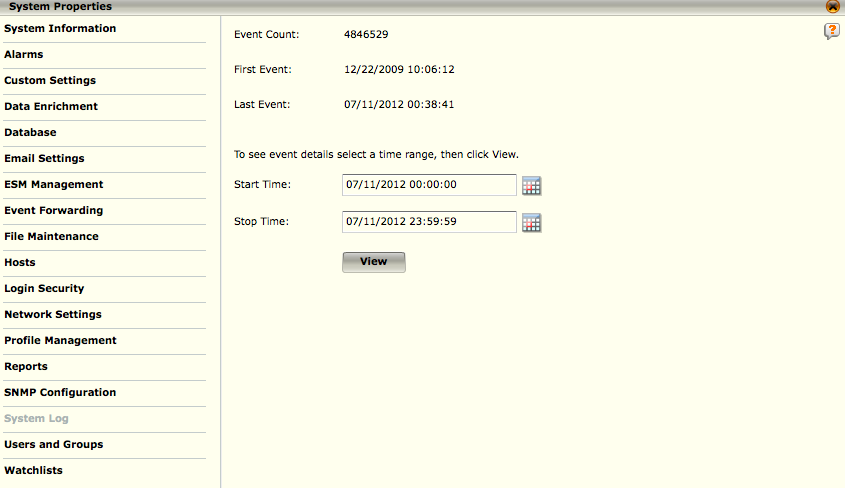 System Properties
System Information
Alarms
Custom Settings
Data Enrichment
Database
Email Settings
ESM Management
Event Forwarding
File Maintenance
Hosts
Login Security
Network Settings
Profile Management
Reports
SNMP Configuration
System Log
Users and Groups
Watchlists
?
Event Count: 4846529
First Event: 12/22/2009 10:06:12
Last Event: 07/11/2012 00:38:41
To see event details select a time range, then click View.
Start Time: 07/11/2012 00:00:00
Stop Time: 07/11/2012 23:59:59
View